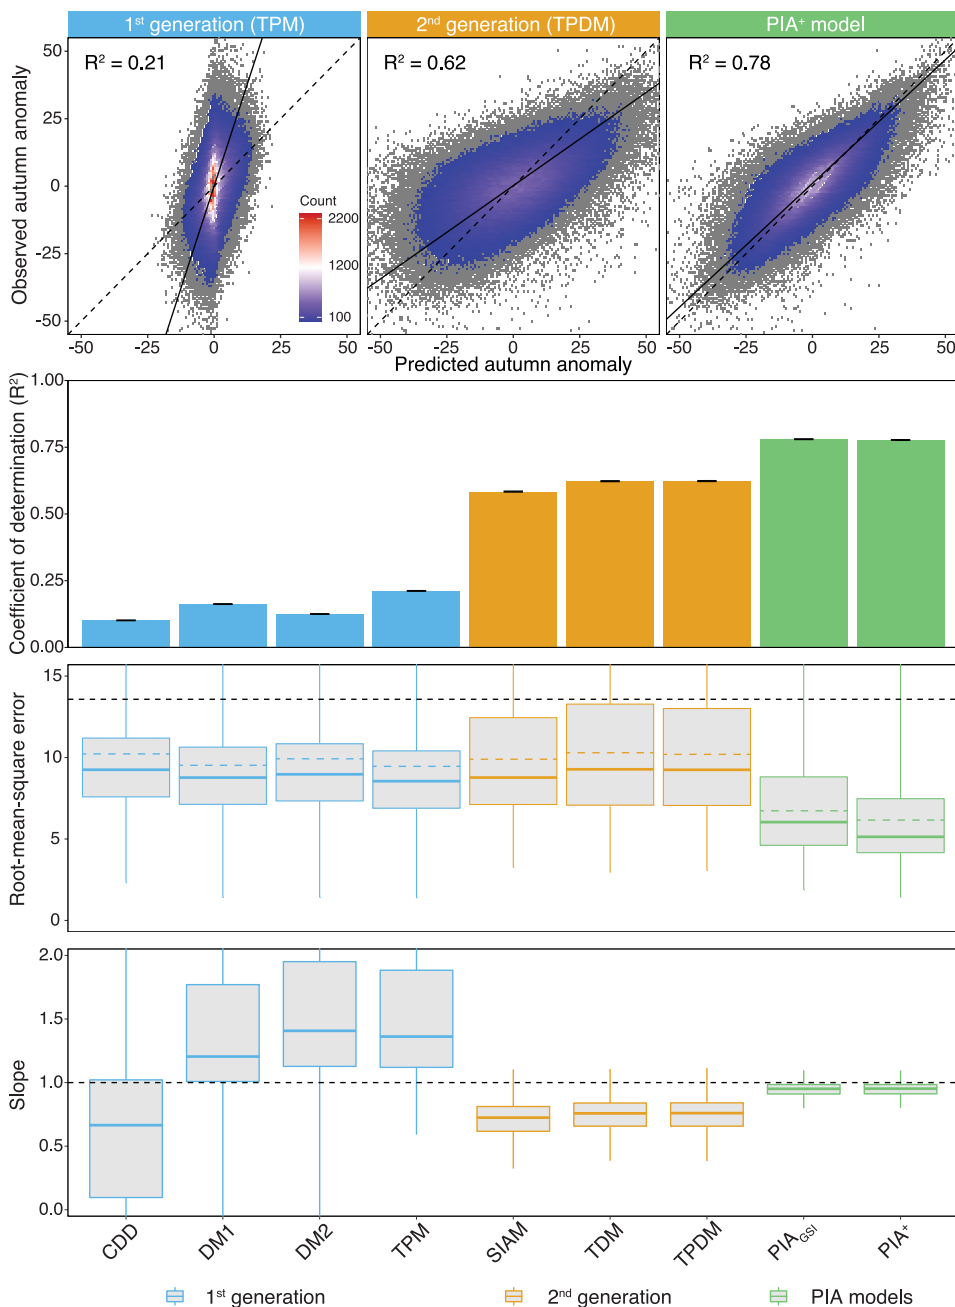 1st generation (TPM)
2nd generation (TPDM)
PIA+ model
Observed autumn anomaly
50
25
0
-25
-50
R2 = 0.21
R2 = 0.62
R2 = 0.78
Count
2200
1200
100
-50 -25 0 25 50
-50 -25 0 25 50
-50 -25 0 25 50
Predicted autumn anomaly
Coefficient of determination (R2)
1.00
0.75
0.50
0.25
0.00
Root-mean-square error
15
10
5
0
Slope
2.0
1.5
1.0
0.5
0.0
CDD
DM1
DM2
TPM
SIAM
TDM
TPDM
PIAGSI
PIA+
1st generation
2nd generation
PIA models